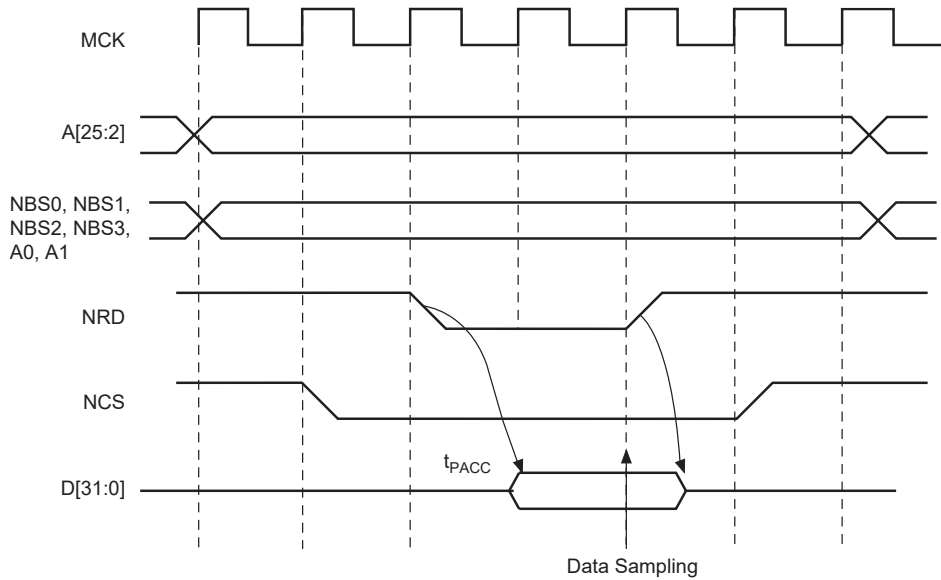 MCK
A[25:2]
NBS0, NBS1,
NBS2, NBS3,
A0, A1
NRD
NCS
tPACC
D[31:0]
Data Sampling